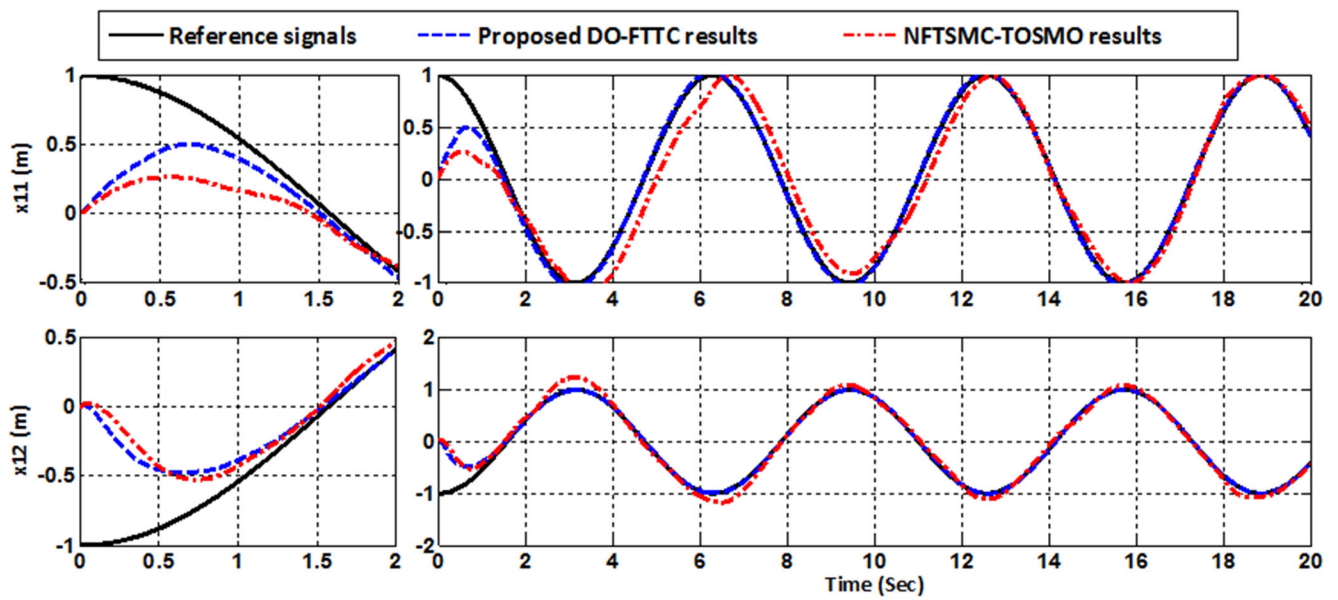 Reference signals Proposed DO-FTTC results NFTSMC-TOSMO results
x11 (m)
1
0.5
0
-0.5
0 0.5 1 1.5 2
1
0.5
0
-0.5
-1
0 2 4 6 8 10 12 14 16 18 20
x12 (m)
0.5
0
-0.5
-1
0 0.5 1 1.5 2
2
1
0
-1
-2
0 2 4 6 8 10 12 14 16 18 20
Time (Sec)